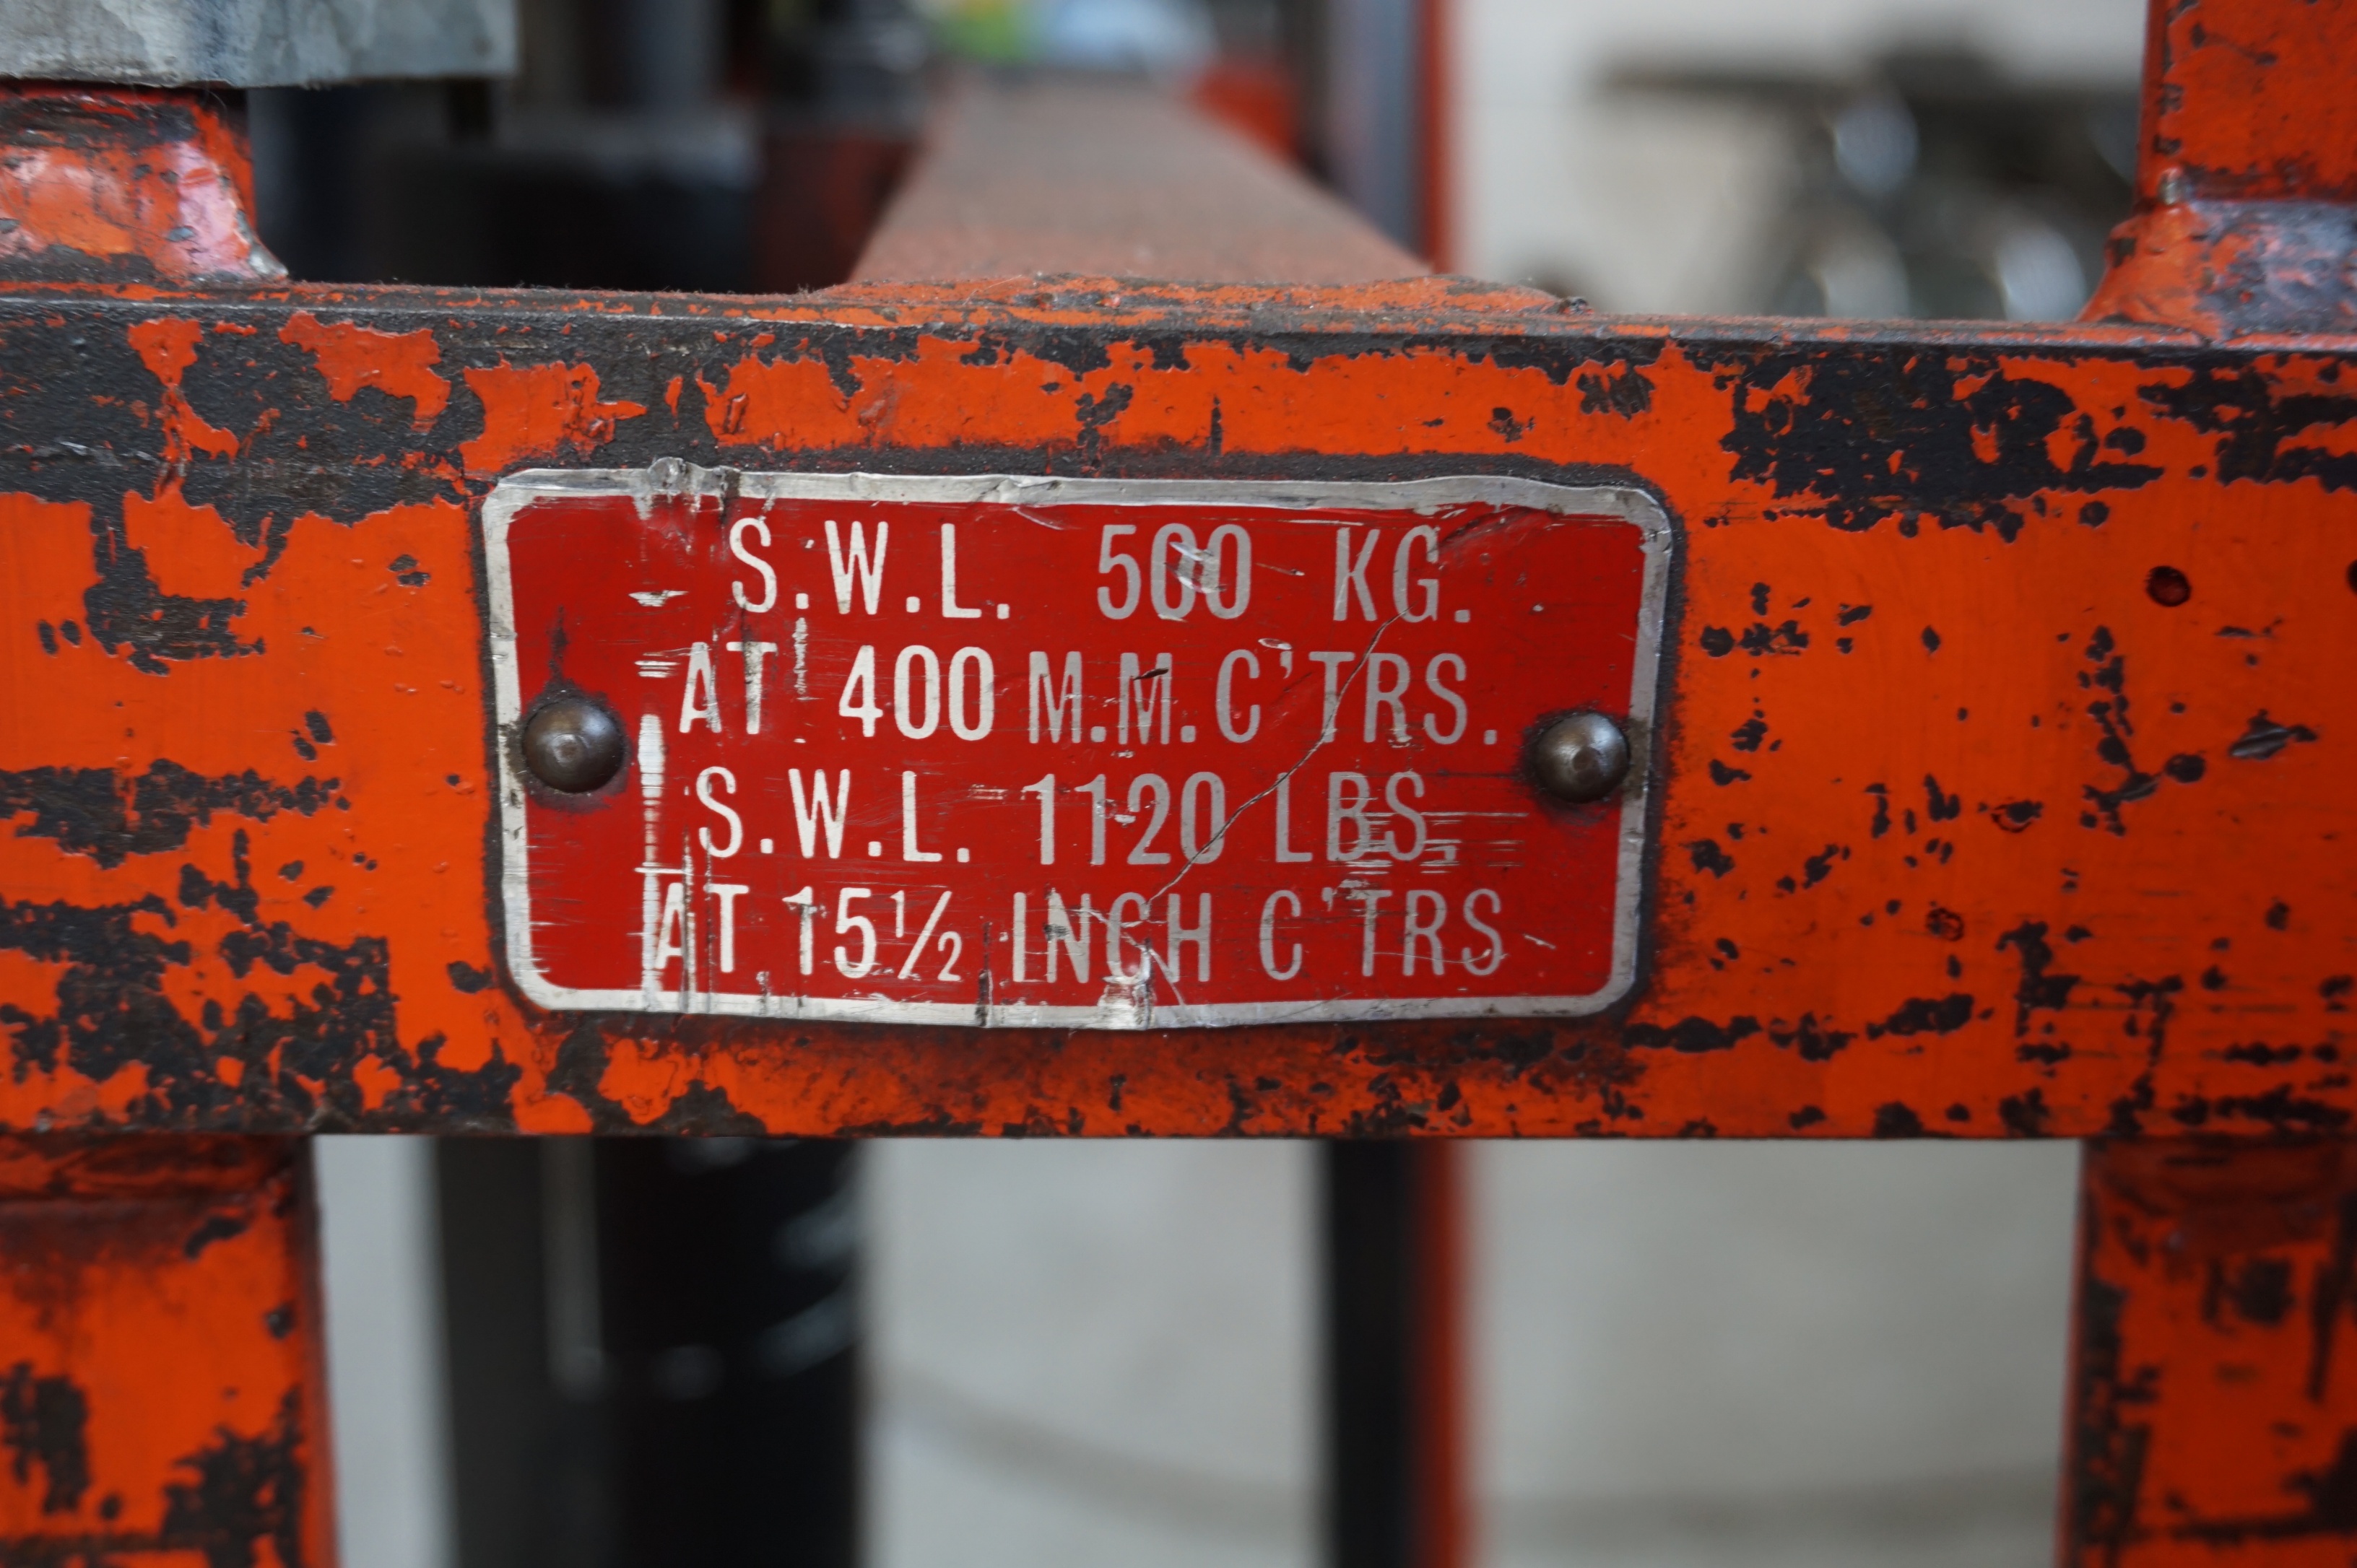 S.W.L. 500 KG.
AT 400 M.M. C'TRS.
S.W.L. 1120 LBS.
AT 15½ INCH C'TRS